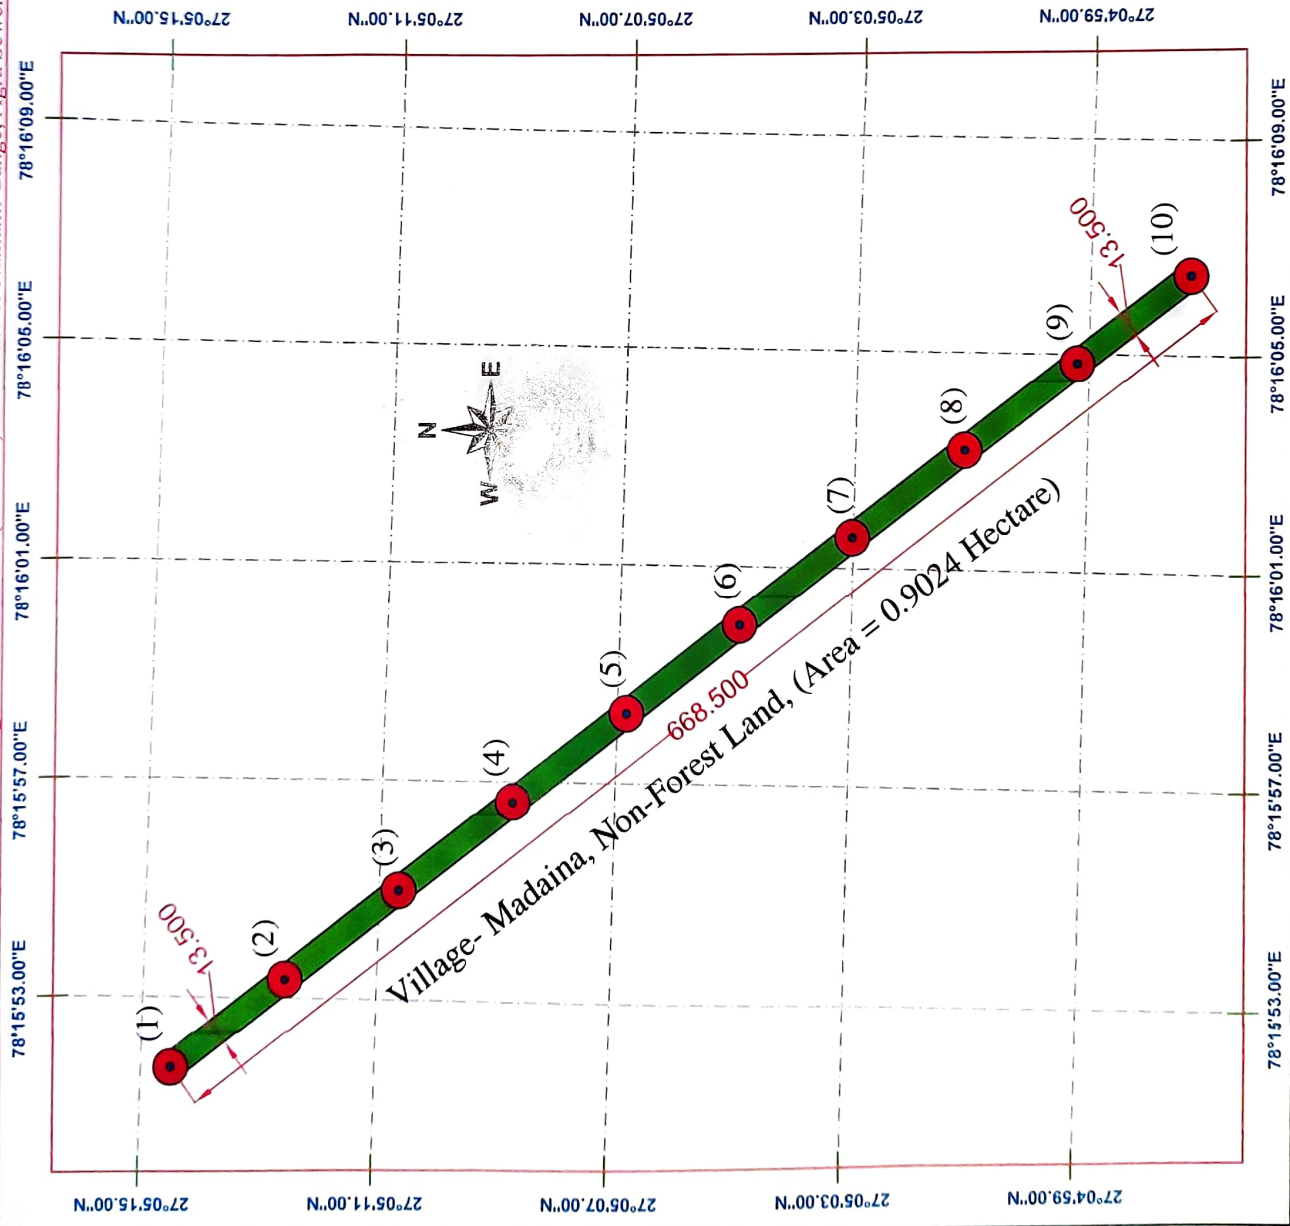 27°05'15.00"N
27°05'11.00"N
27°05'07.00"N
27°05'03.00"N
27°04'59.00"N
78°16'09.00"E
78°16'09.00"E
78°16'05.00"E
78°16'05.00"E
78°16'01.00"E
78°16'01.00"E
78°15'57.00"E
78°15'57.00"E
78°15'53.00"E
78°15'53.00"E
N
W
E
(1)
(2)
(3)
(4)
(5)
(6)
(7)
(8)
(9)
(10)
13.500
13.500
668.500
Village- Madaina, Non-Forest Land, (Area = 0.9024 Hectare)
27°05'15.00"N
27°05'11.00"N
27°05'07.00"N
27°05'03.00"N
27°04'59.00"N